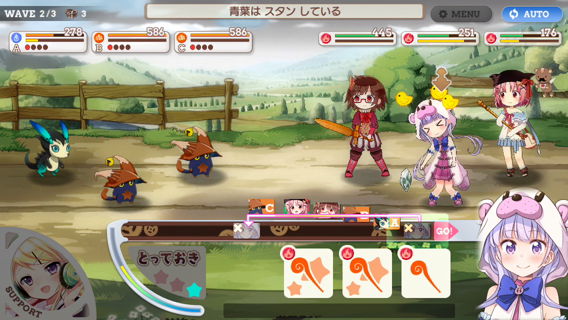 WAVE 2/3 3
青葉は スタン している
MENU
AUTO
278
586
586
A
B
C
445
251
176
C
A
GO!
とっておき
SUPPORT